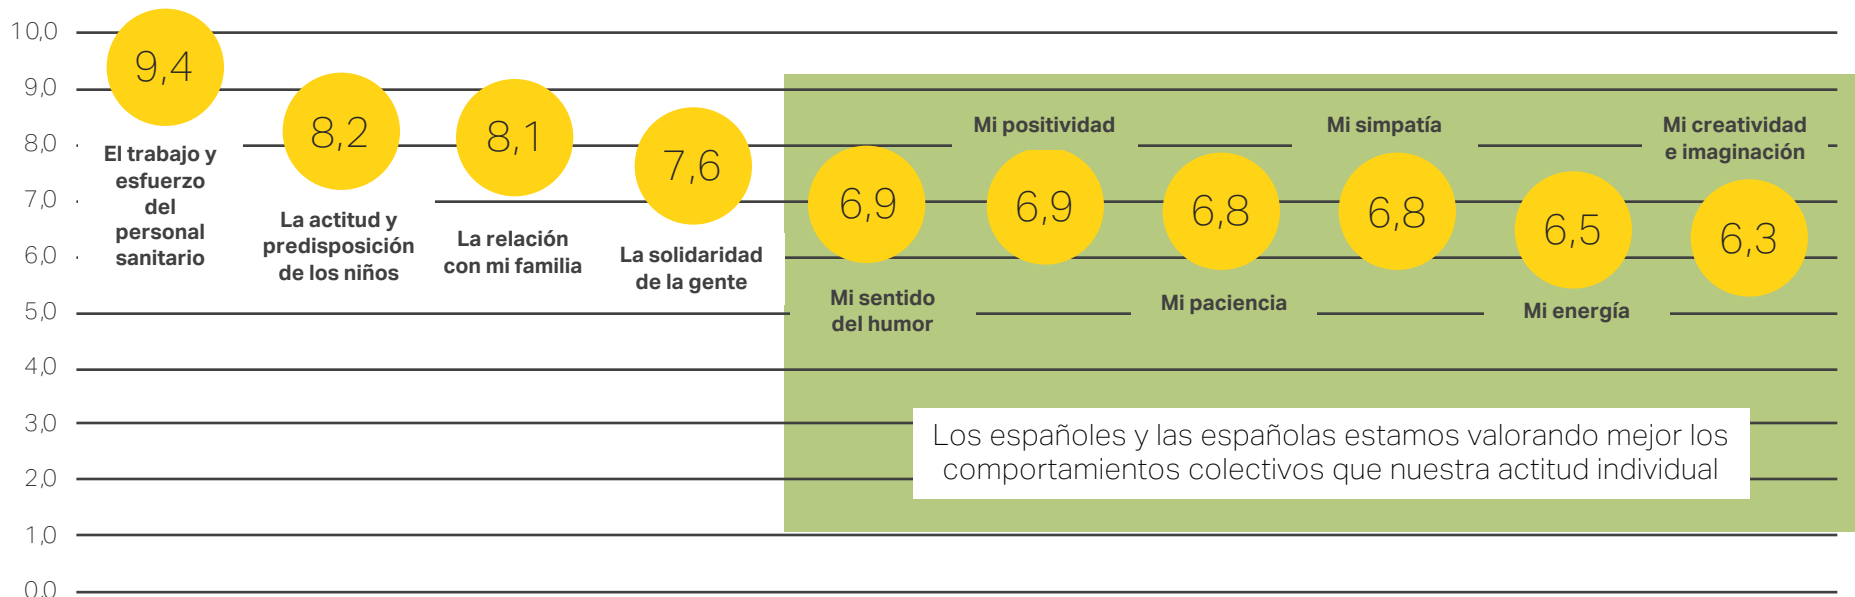 10,0
9,0
8,0
7,0
6,0
5,0
4,0
3,0
2,0
1,0
0,0
9,4
El trabajo y
esfuerzo
del
personal
sanitario
8,2
La actitud y
predisposición
de los niños
8,1
La relación
con mi familia
7,6
La solidaridad
de la gente
6,9
Mi sentido
del humor
Mi positividad
6,9
6,8
Mi paciencia
Mi simpatía
6,8
6,5
Mi energía
Mi creatividad
e imaginación
6,3
Los españoles y las españolas estamos valorando mejor los
comportamientos colectivos que nuestra actitud individual